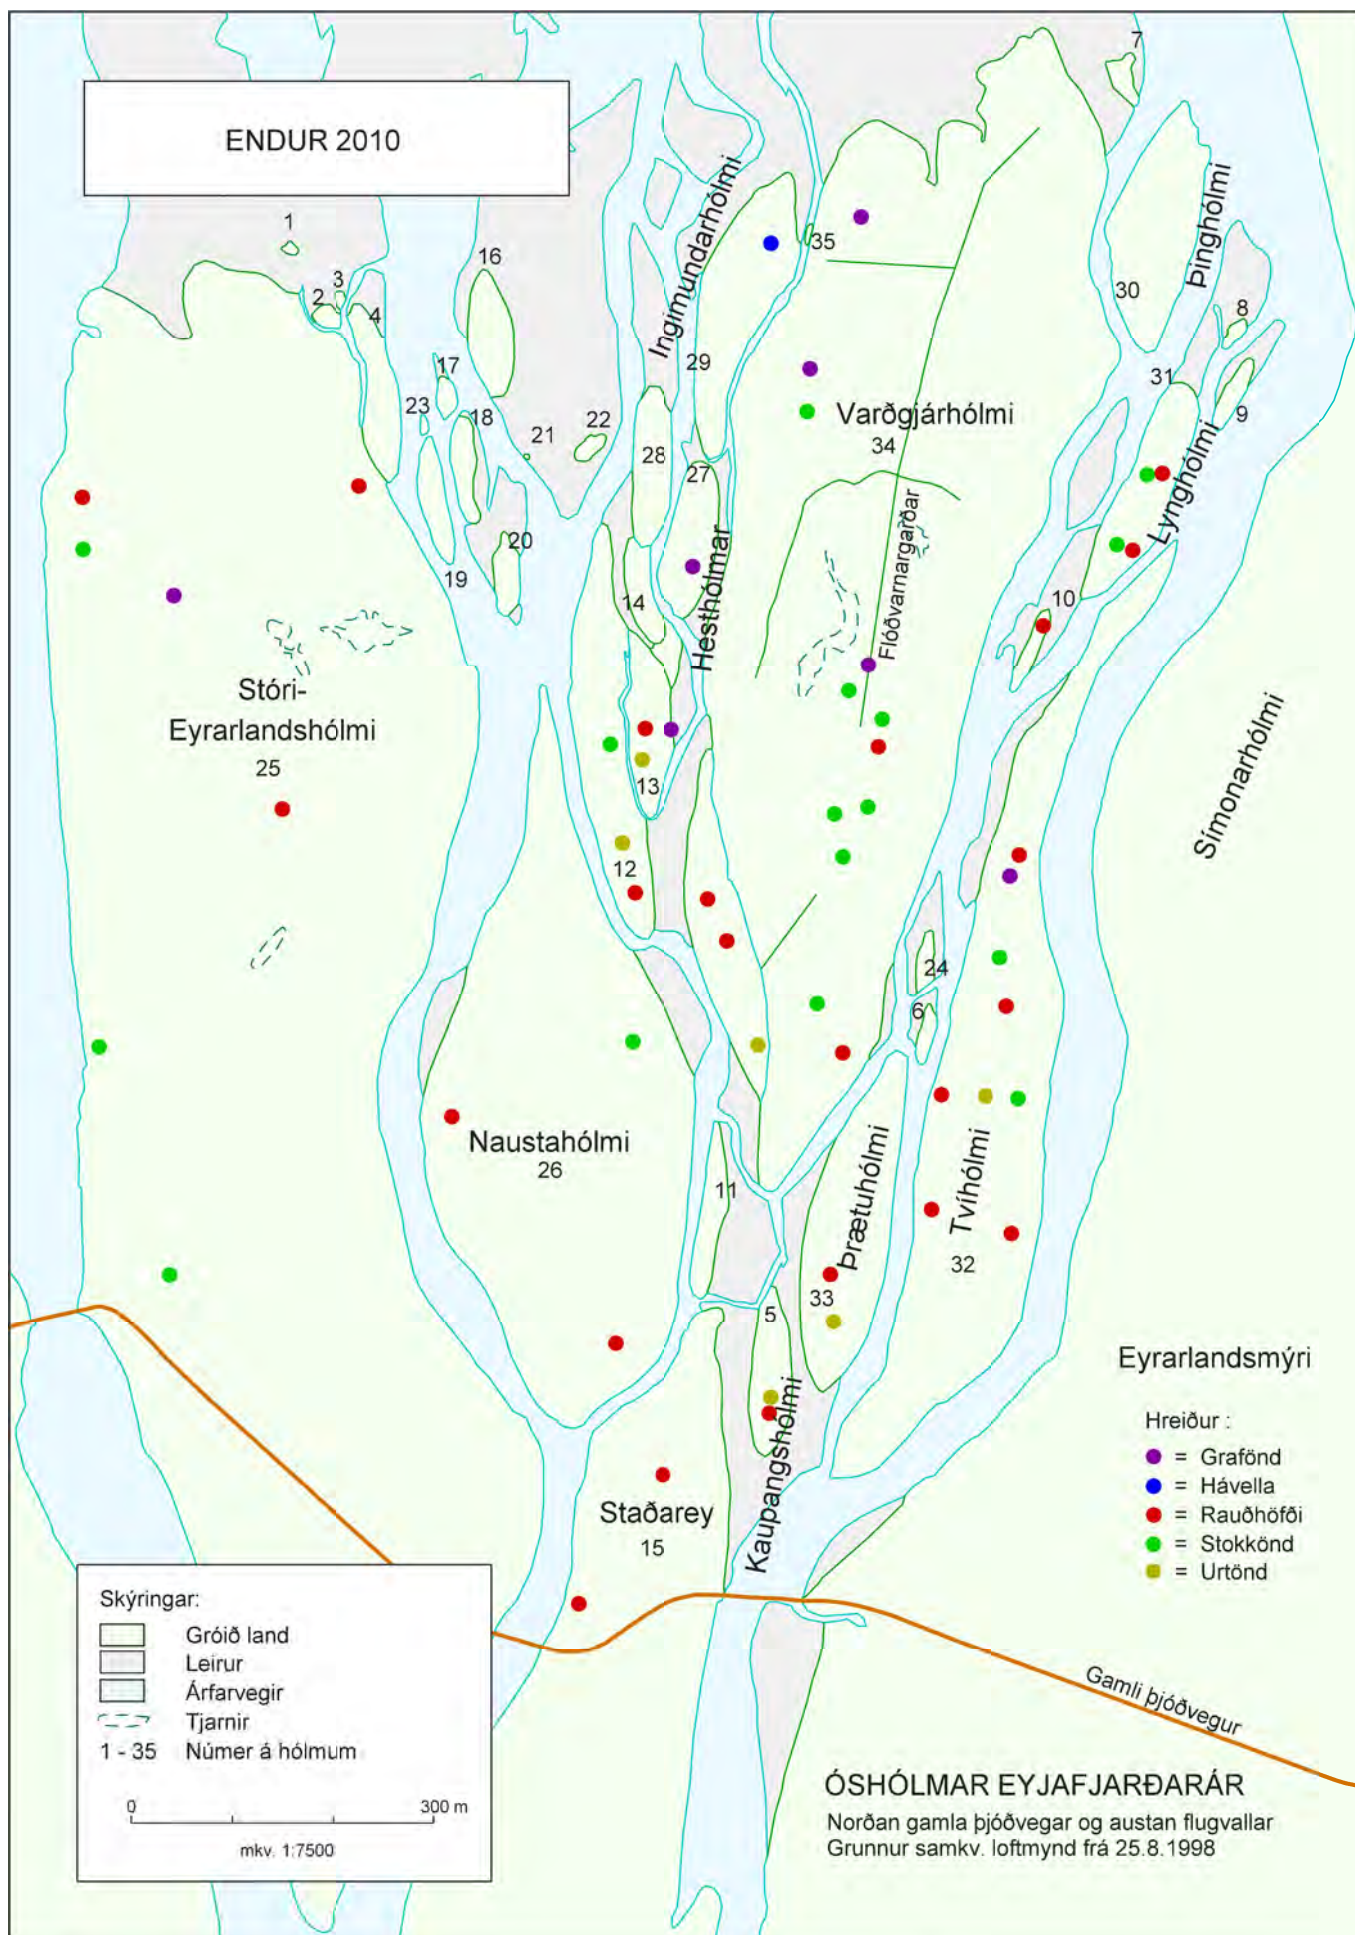 ENDUR 2010
7
1
2
3
4
16
17
18
23
21
22
20
19
Ingimundarhólmi
35
29
28
27
14
Hesthólmar
13
12
Varðgjárhólmi
34
Flóðvarnargarðar
30
Þinghólmi
8
31
9
Lynghólmi
10
Símonarhólmi
Stóri-
Eyrarlandshólmi
25
24
6
Naustahólmi
26
11
Þrætuhólmi
33
Tvíhólmi
32
5
Kaupangshólmi
Staðarey
15
Eyrarlandsmýri
Hreiður :
= Grafönd
= Hávella
= Rauðhöfði
= Stokkönd
= Urtönd
Skýringar:
Gróið land
Leirur
Árfarvegir
Tjarnir
1 - 35 Númer á hólmum
0 300 m
mkv. 1:7500
Gamli þjóðvegur
ÓSHÓLMAR EYJAFJARÐARÁR
Norðan gamla þjóðvegar og austan flugvallar
Grunnur samkv. loftmynd frá 25.8.1998